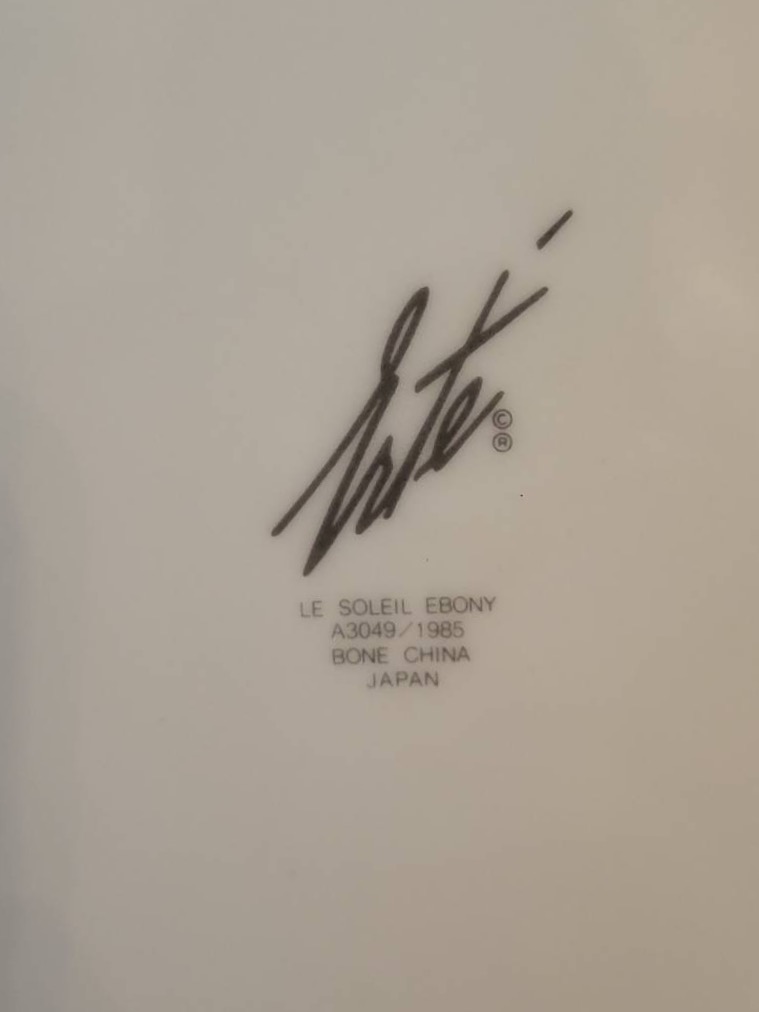 Erté
©
®
LE SOLEIL EBONY
A3049/1985
BONE CHINA
JAPAN